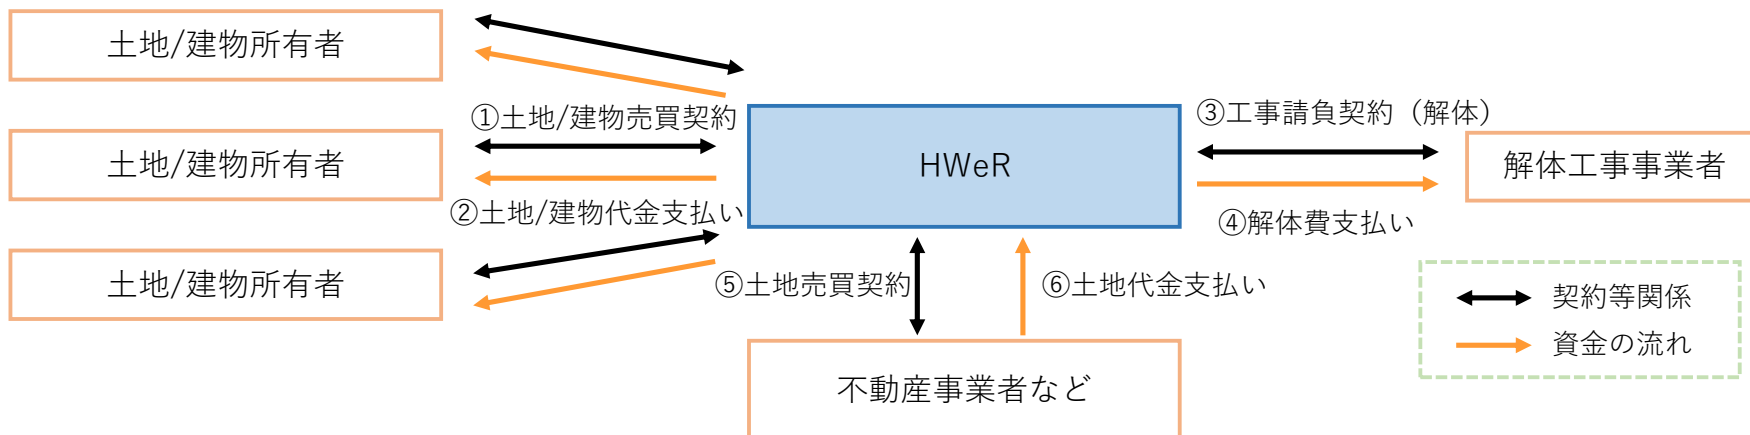 土地/建物所有者
①土地/建物売買契約
土地/建物所有者
②土地/建物代金支払い
土地/建物所有者
HWeR
③工事請負契約（解体）
解体工事事業者
④解体費支払い
⑤土地売買契約
⑥土地代金支払い
不動産事業者など
契約等関係
資金の流れ